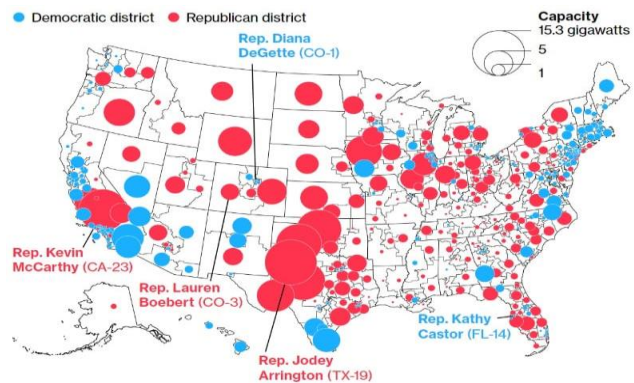 Democratic district Republican district
Capacity
15.3 gigawatts
5
1
Rep. Diana
DeGette (CO-1)
Rep. Kevin
McCarthy (CA-23)
Rep. Lauren
Boebert (CO-3)
Rep. Jodey
Arrington (TX-19)
Rep. Kathy
Castor (FL-14)